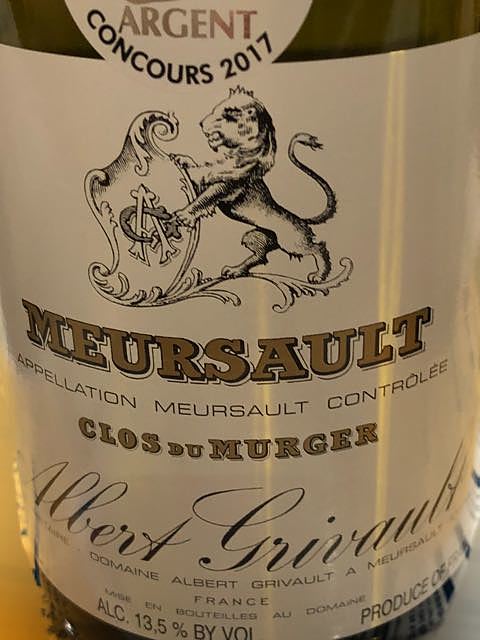 ARGENT
CONCOURS 2017
MEURSAULT
APPELLATION MEURSAULT CONTRÔLÉE
CLOS DU MURGER
Albert Grivault
DOMAINE ALBERT GRIVAULT A MEURSAULT
FRANCE
MISE EN BOUTEILLES AU DOMAINE
ALC. 13,5 % BY VOL
PRODUCE OF